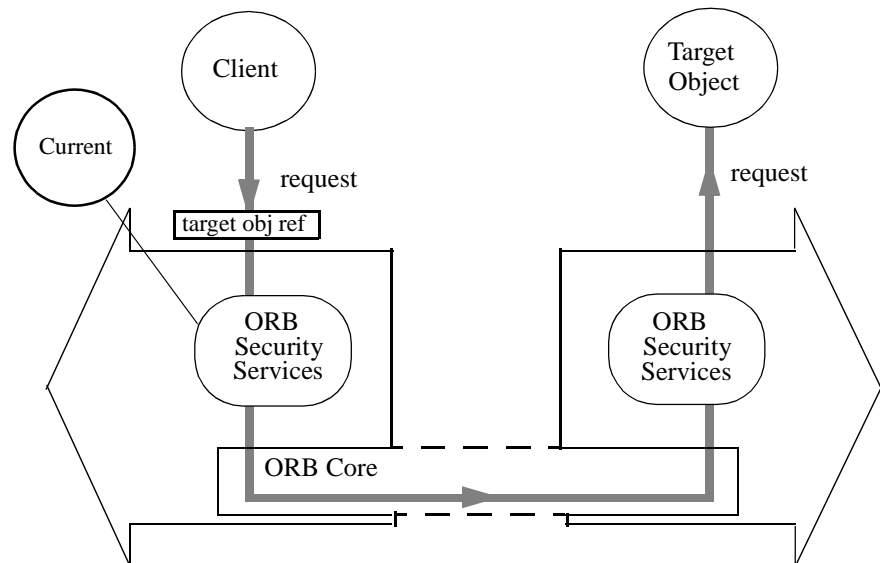 Client
Target
Object
Current
request
request
target obj ref
ORB
Security
Services
ORB
Security
Services
ORB Core